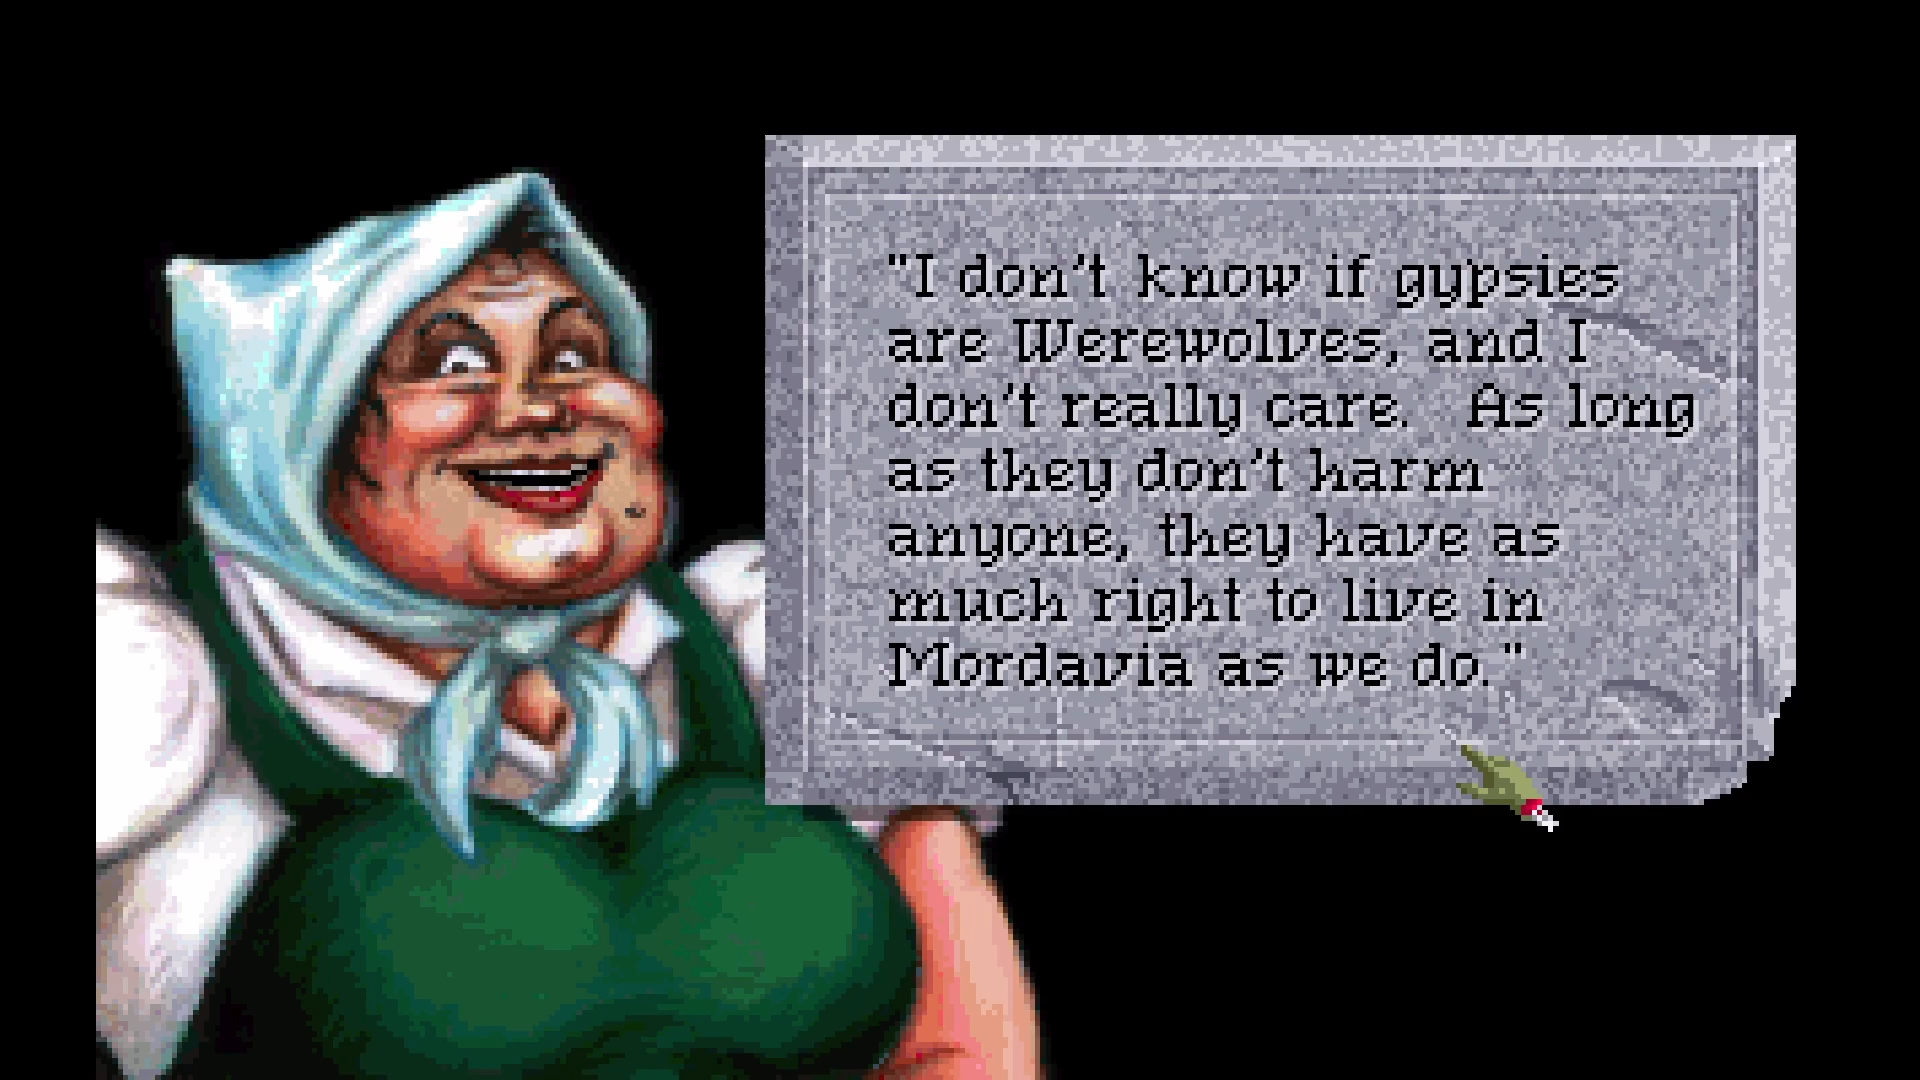 "I don't know if gypsies
are Werewolves, and I
don't really care.  As long
as they don't harm
anyone, they have as
much right to live in
Mordavia as we do."